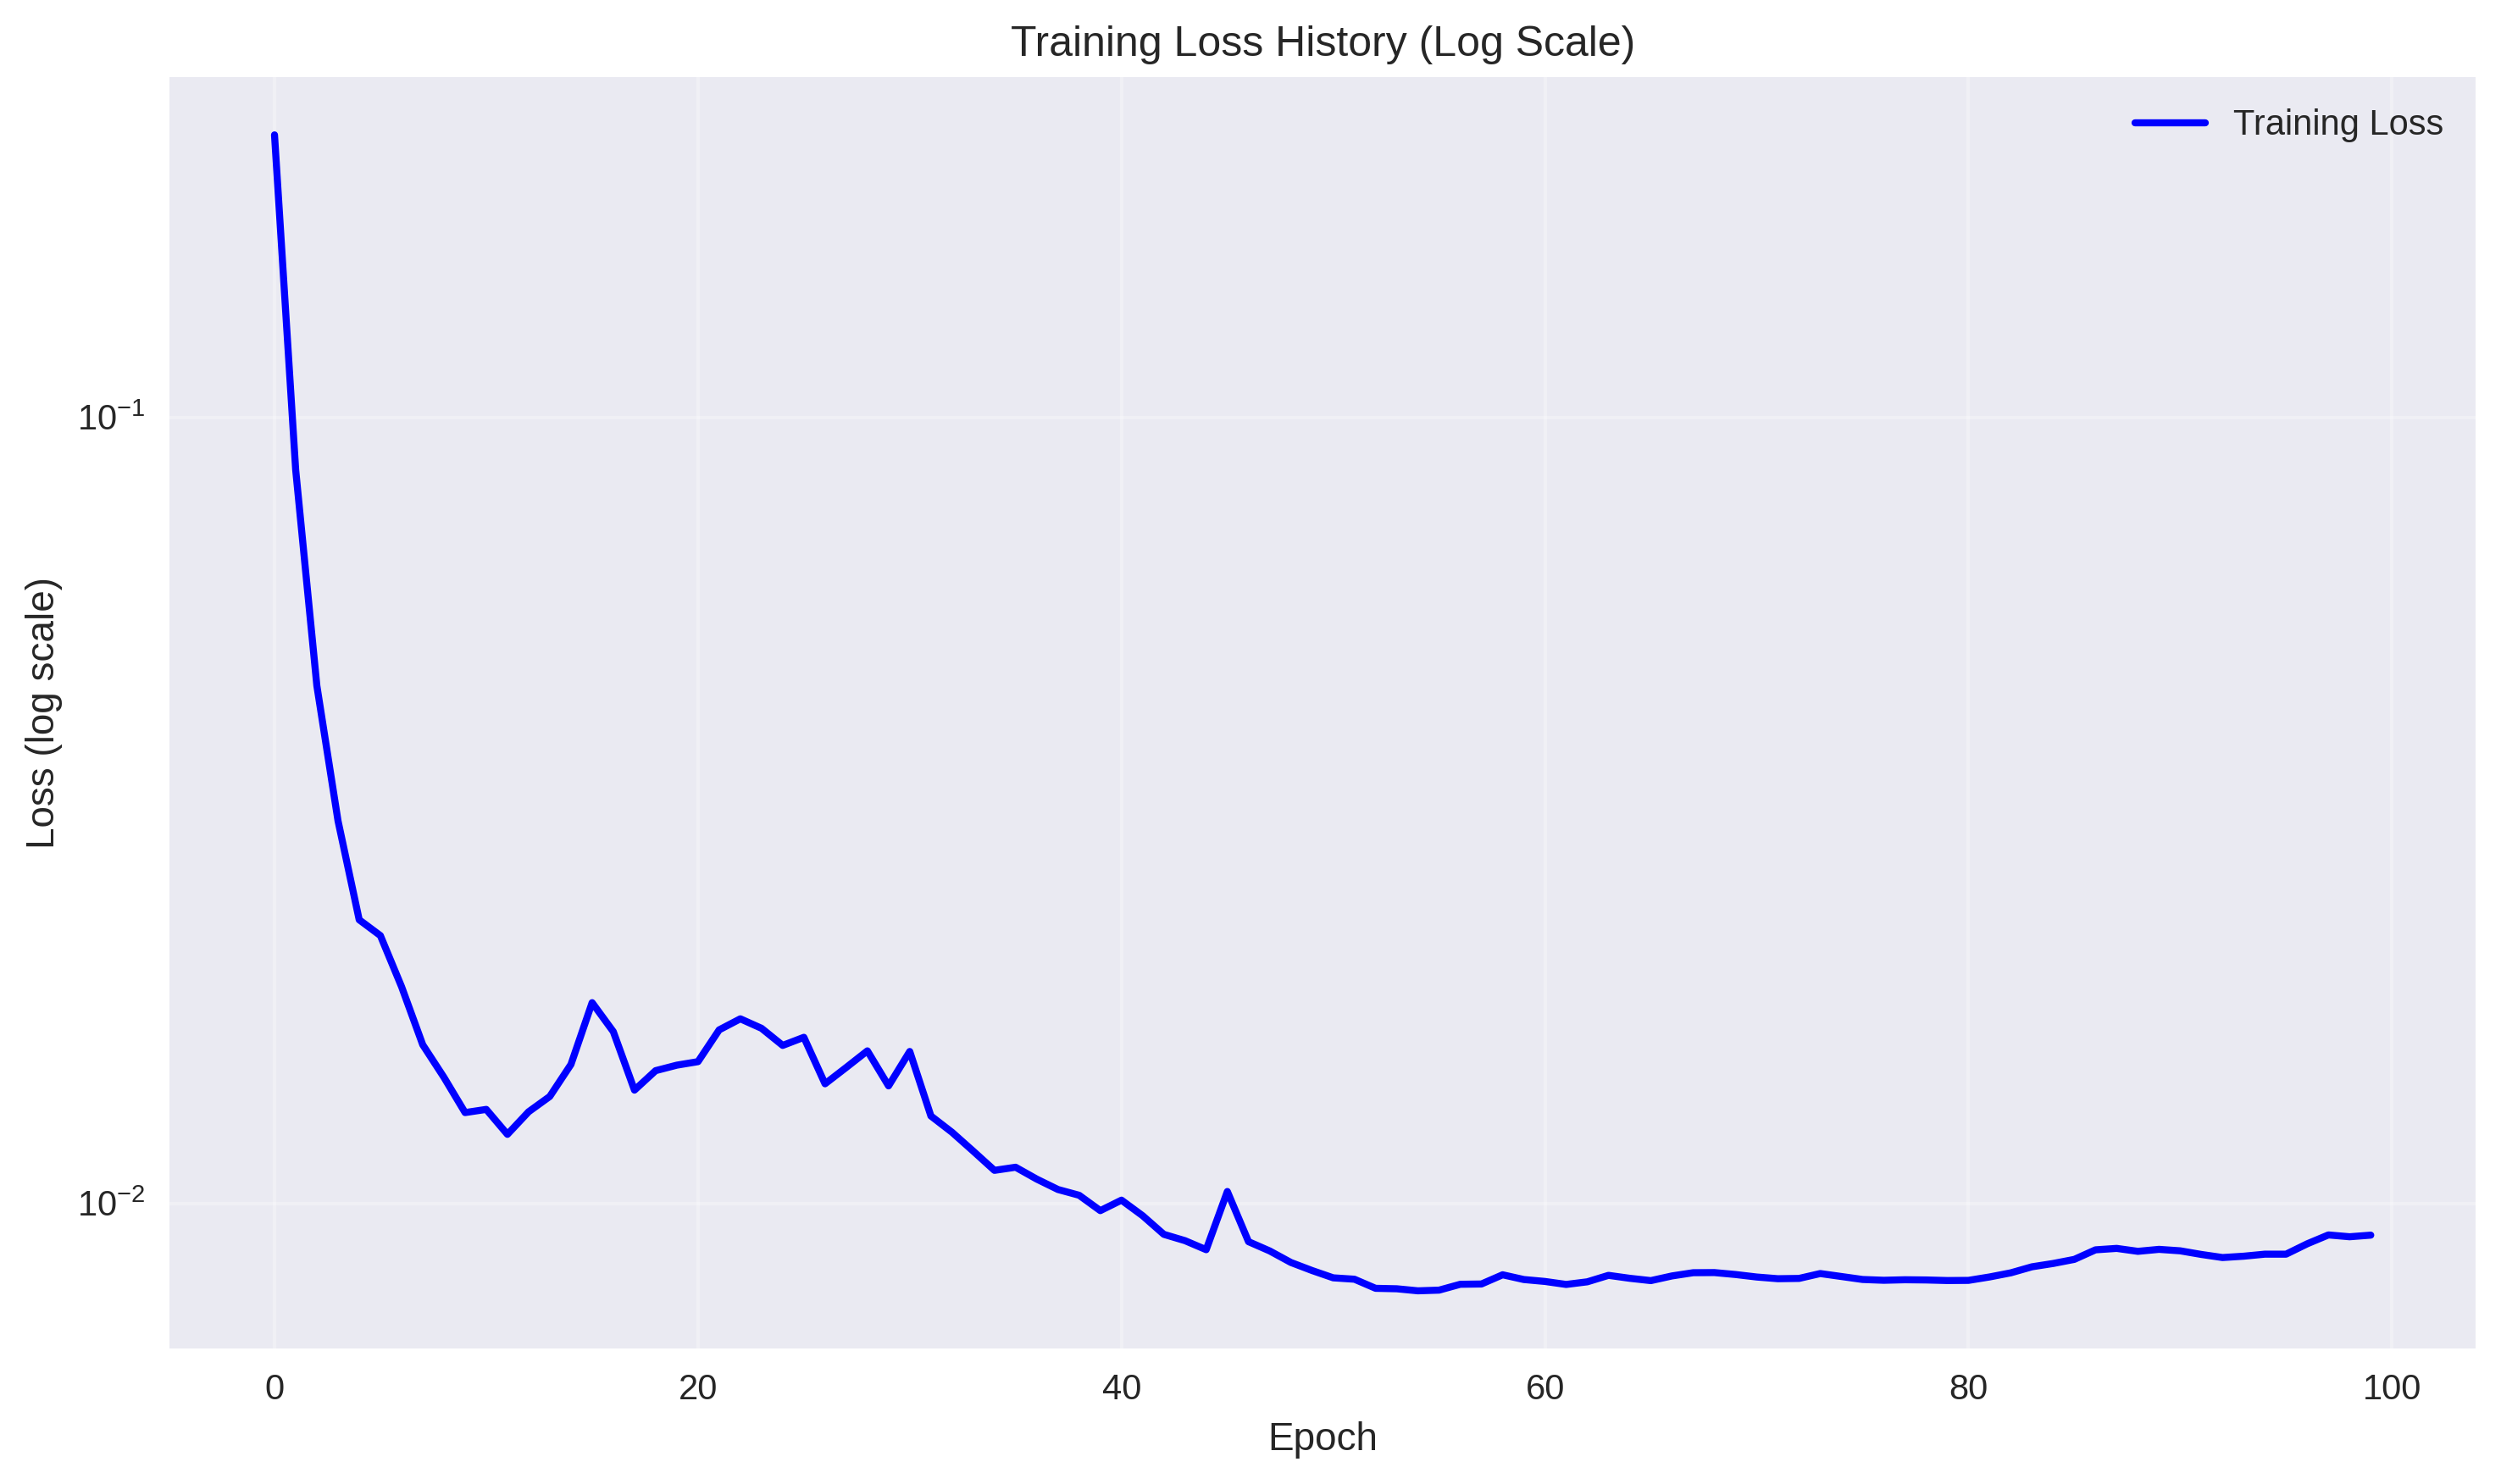 Training Loss History (Log Scale)
Training Loss
10⁻¹
10⁻²
Loss (log scale)
0 20 40 60 80 100
Epoch